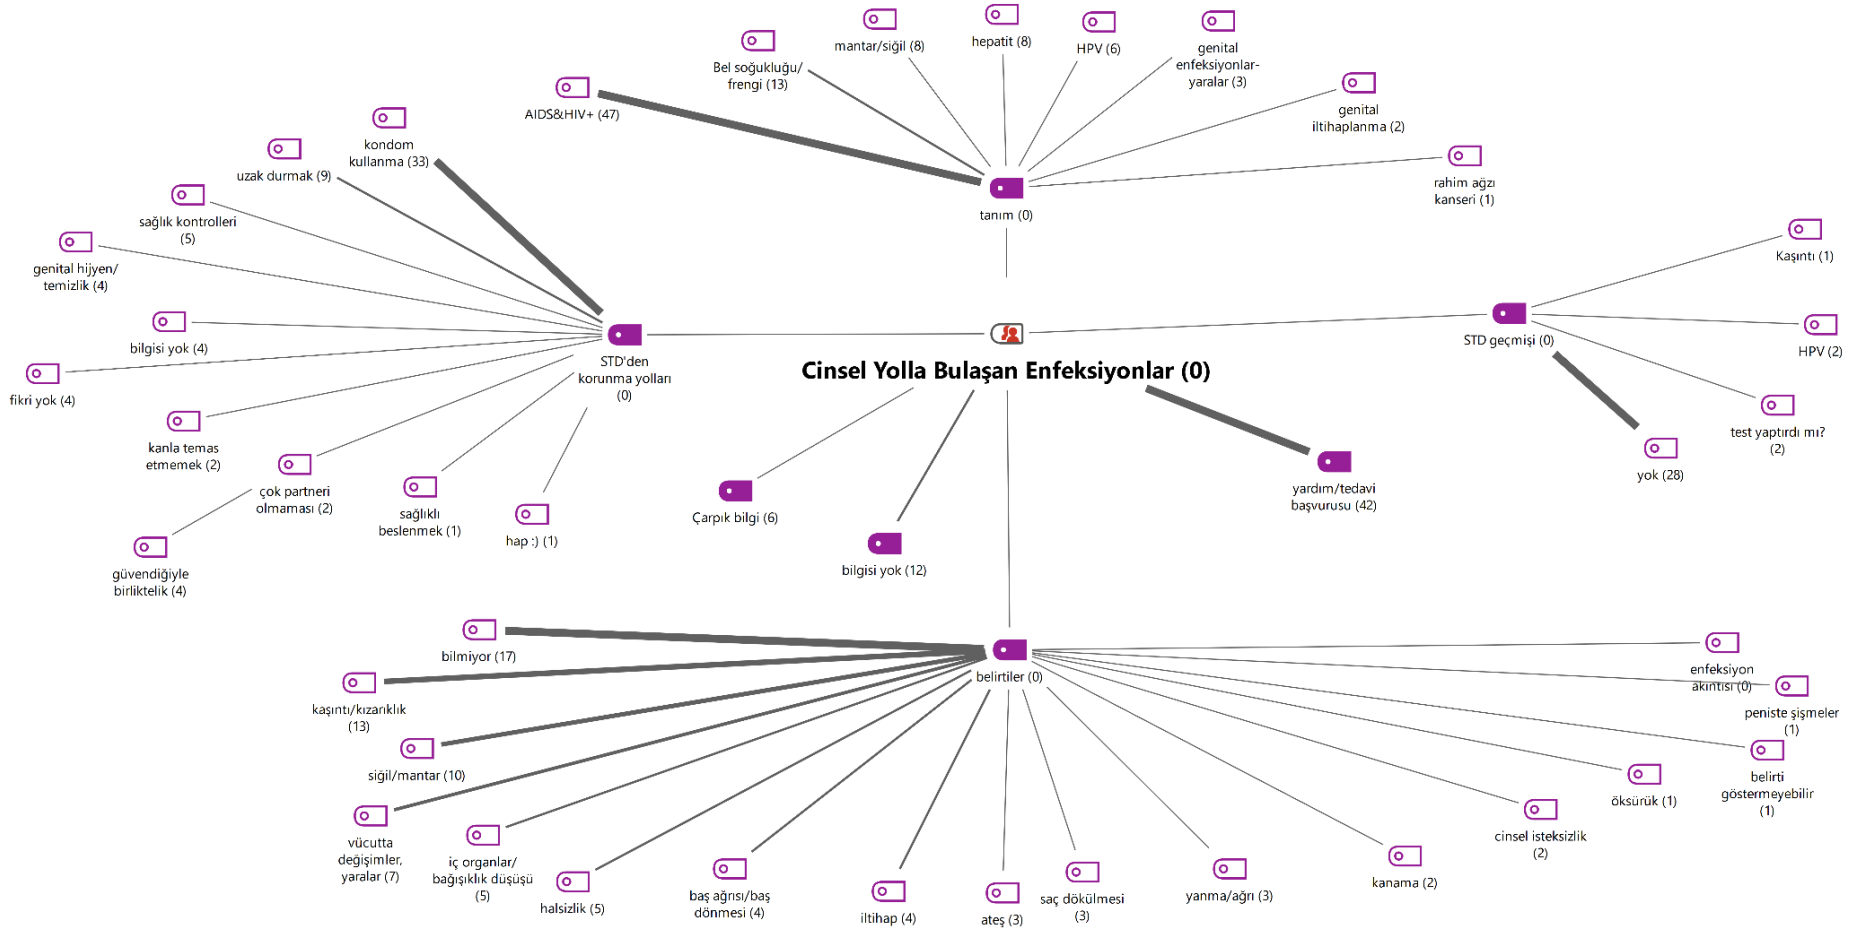 mantar/siğil (8)
hepatit (8)
HPV (6)
genital
enfeksiyonlar-
yaralar (3)
Bel soğukluğu/
frengi (13)
AIDS&HIV+ (47)
genital
iltihaplanma (2)
rahim ağzı
kanseri (1)
tanım (0)
kondom
kullanma (33)
uzak durmak (9)
sağlık kontrolleri
(5)
genital hijyen/
temizlik (4)
bilgisi yok (4)
fikri yok (4)
kanla temas
etmemek (2)
çok partneri
olmaması (2)
güvendiğiyle
birliktelik (4)
sağlıklı
beslenmek (1)
hap :) (1)
STD'den
korunma yolları
(0)
Cinsel Yolla Bulaşan Enfeksiyonlar (0)
STD geçmişi (0)
Kaşıntı (1)
HPV (2)
test yaptırdı mı?
(2)
yok (28)
yardım/tedavi
başvurusu (42)
Çarpık bilgi (6)
bilgisi yok (12)
belirtiler (0)
bilmiyor (17)
kaşıntı/kızarıklık
(13)
siğil/mantar (10)
vücutta
değişimler,
yaralar (7)
iç organlar/
bağışıklık düşüşü
(5)
halsizlik (5)
baş ağrısı/baş
dönmesi (4)
iltihap (4)
ateş (3)
saç dökülmesi
(3)
yanma/ağrı (3)
kanama (2)
cinsel isteksizlik
(2)
öksürük (1)
belirti
göstermeyebilir
(1)
peniste şişmeler
(1)
enfeksiyon
akıntısı (0)